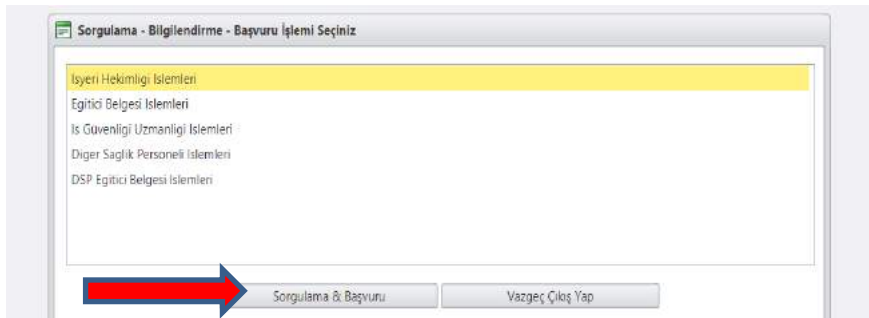 Sorgulama - Bilgilendirme - Başvuru İşlemi Seçiniz
Isyeri Hekimligi Islemleri
Egitici Belgesi Islemleri
Is Guvenligi Uzmanligi Islemleri
Diger Saglik Personeli Islemleri
DSP Egitici Belgesi Islemleri
Sorgulama & Başvuru
Vazgeç Çıkış Yap